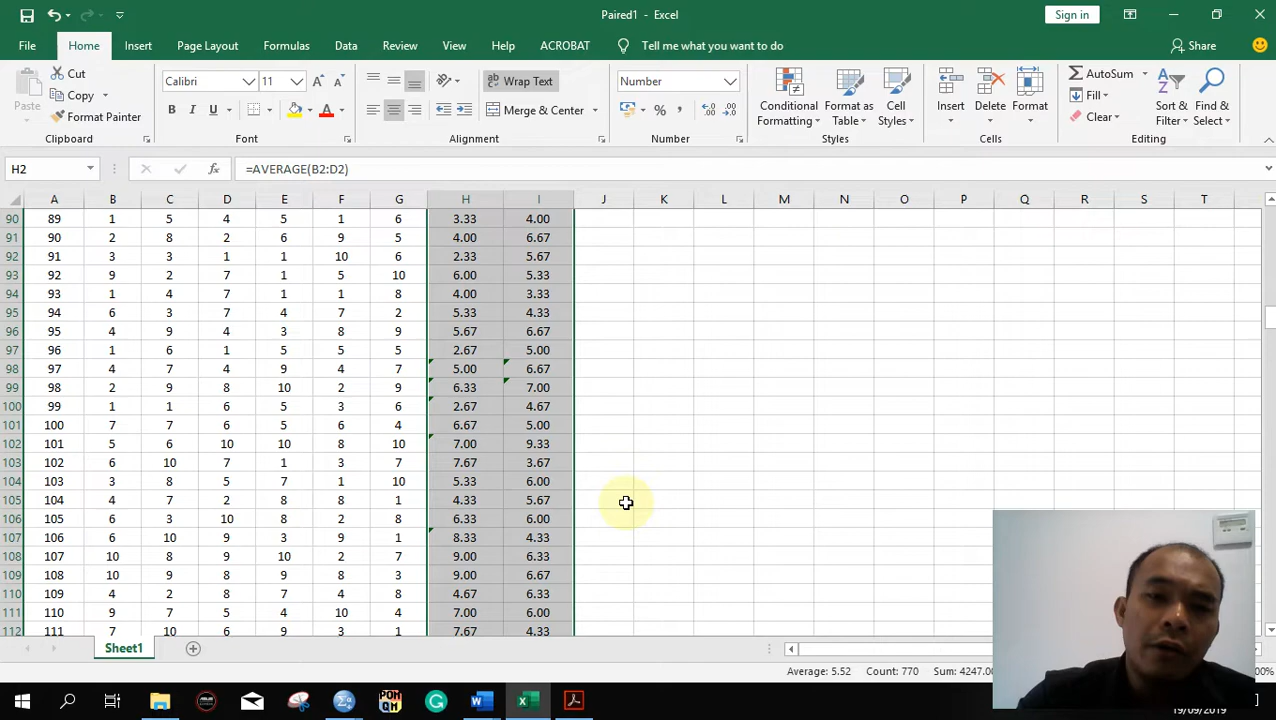 Paired1 - Excel
Sign in
File Home Insert Page Layout Formulas Data Review View Help ACROBAT Tell me what you want to do Share
Paste
Cut
Copy
Format Painter
Calibri 11
B I U
Wrap Text
Merge & Center
Number
Conditional Formatting
Format as Table
Cell Styles
Insert Delete Format
AutoSum
Fill
Clear
Sort & Filter
Find & Select
Clipboard Font Alignment Number Styles Cells Editing
H2 fx =AVERAGE(B2:D2)
A B C D E F G H I J K L M N O P Q R S T
90 89 1 5 4 5 1 6 3.33 4.00
91 90 2 8 2 6 9 5 4.00 6.67
92 91 3 3 1 1 10 6 2.33 5.67
93 92 9 2 7 1 5 10 6.00 5.33
94 93 1 4 7 1 1 8 4.00 3.33
95 94 6 3 7 4 7 2 5.33 4.33
96 95 4 9 4 3 8 9 5.67 6.67
97 96 1 6 1 5 5 5 2.67 5.00
98 97 4 7 4 9 4 7 5.00 6.67
99 98 2 9 8 10 2 9 6.33 7.00
100 99 1 1 6 5 3 6 2.67 4.67
101 100 7 7 6 5 6 4 6.67 5.00
102 101 5 6 10 10 8 10 7.00 9.33
103 102 6 10 7 1 3 7 7.67 3.67
104 103 3 8 5 7 1 10 5.33 6.00
105 104 4 7 2 8 8 1 4.33 5.67
106 105 6 3 10 8 2 8 6.33 6.00
107 106 6 10 9 3 9 1 8.33 4.33
108 107 10 8 9 10 2 7 9.00 6.33
109 108 10 9 8 9 8 3 9.00 6.67
110 109 4 2 8 7 4 8 4.67 6.33
111 110 9 7 5 4 10 4 7.00 6.00
112 111 7 10 6 9 3 1 7.67 4.33
Sheet1
Average: 5.52 Count: 770 Sum: 4247.00
19/09/2019